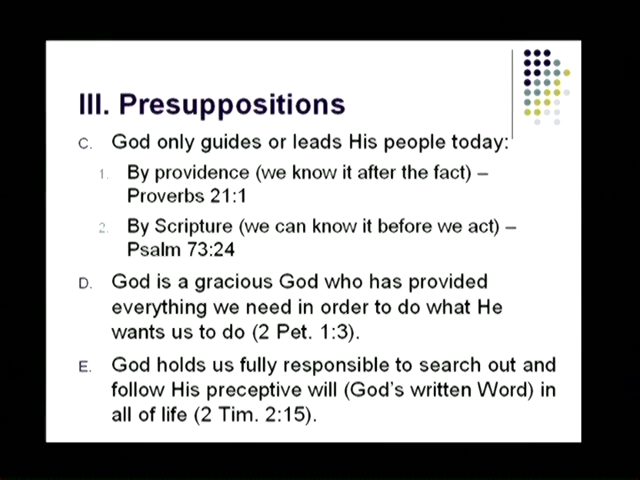 III. Presuppositions
C. God only guides or leads His people today:
1. By providence (we know it after the fact) –
Proverbs 21:1
2. By Scripture (we can know it before we act) –
Psalm 73:24
D. God is a gracious God who has provided
everything we need in order to do what He
wants us to do (2 Pet. 1:3).
E. God holds us fully responsible to search out and
follow His preceptive will (God's written Word) in
all of life (2 Tim. 2:15).